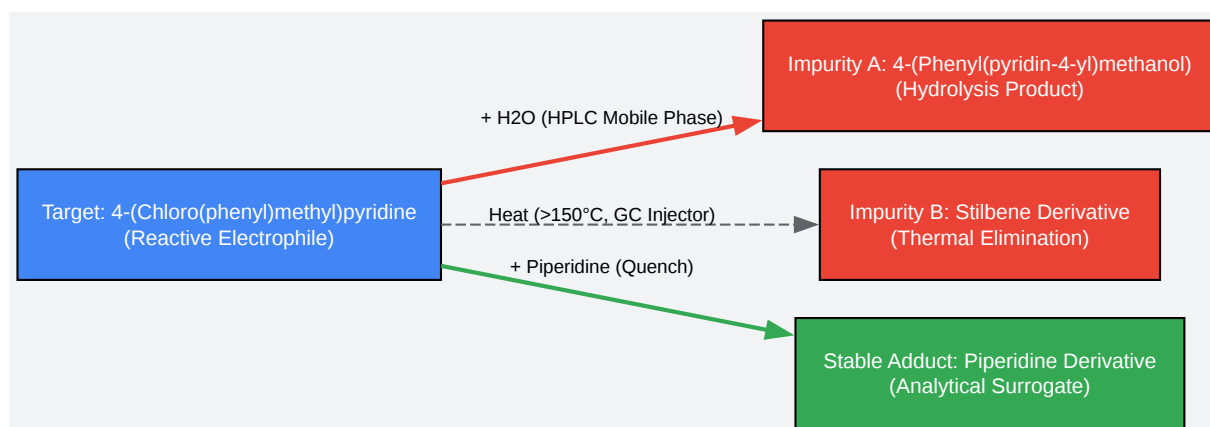 Impurity A: 4-(Phenyl(pyridin-4-yl)methanol)
(Hydrolysis Product)
+ H2O (HPLC Mobile Phase)
Target: 4-(Chloro(phenyl)methyl)pyridine
(Reactive Electrophile)
Heat (>150°C, GC Injector)
Impurity B: Stilbene Derivative
(Thermal Elimination)
+ Piperidine (Quench)
Stable Adduct: Piperidine Derivative
(Analytical Surrogate)